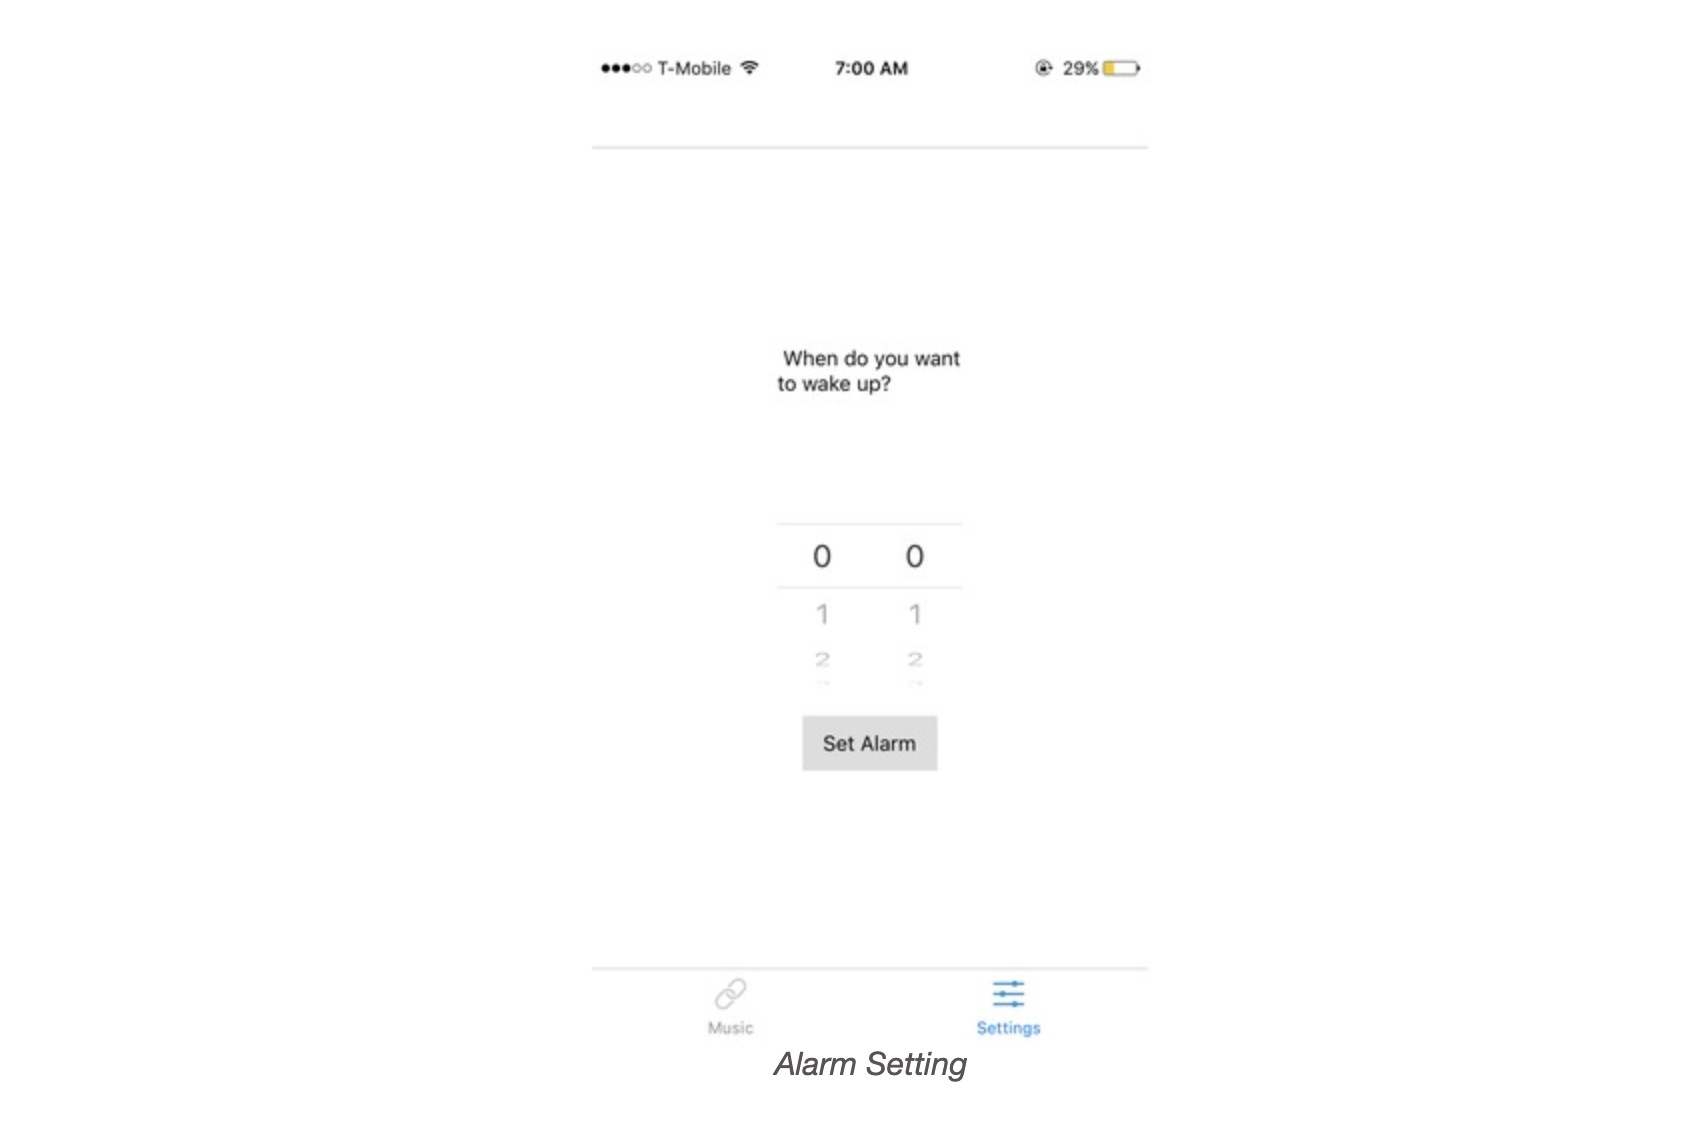 T-Mobile 7:00 AM 29%
When do you want
to wake up?
0 0
1 1
2 2
Set Alarm
Music Settings
Alarm Setting